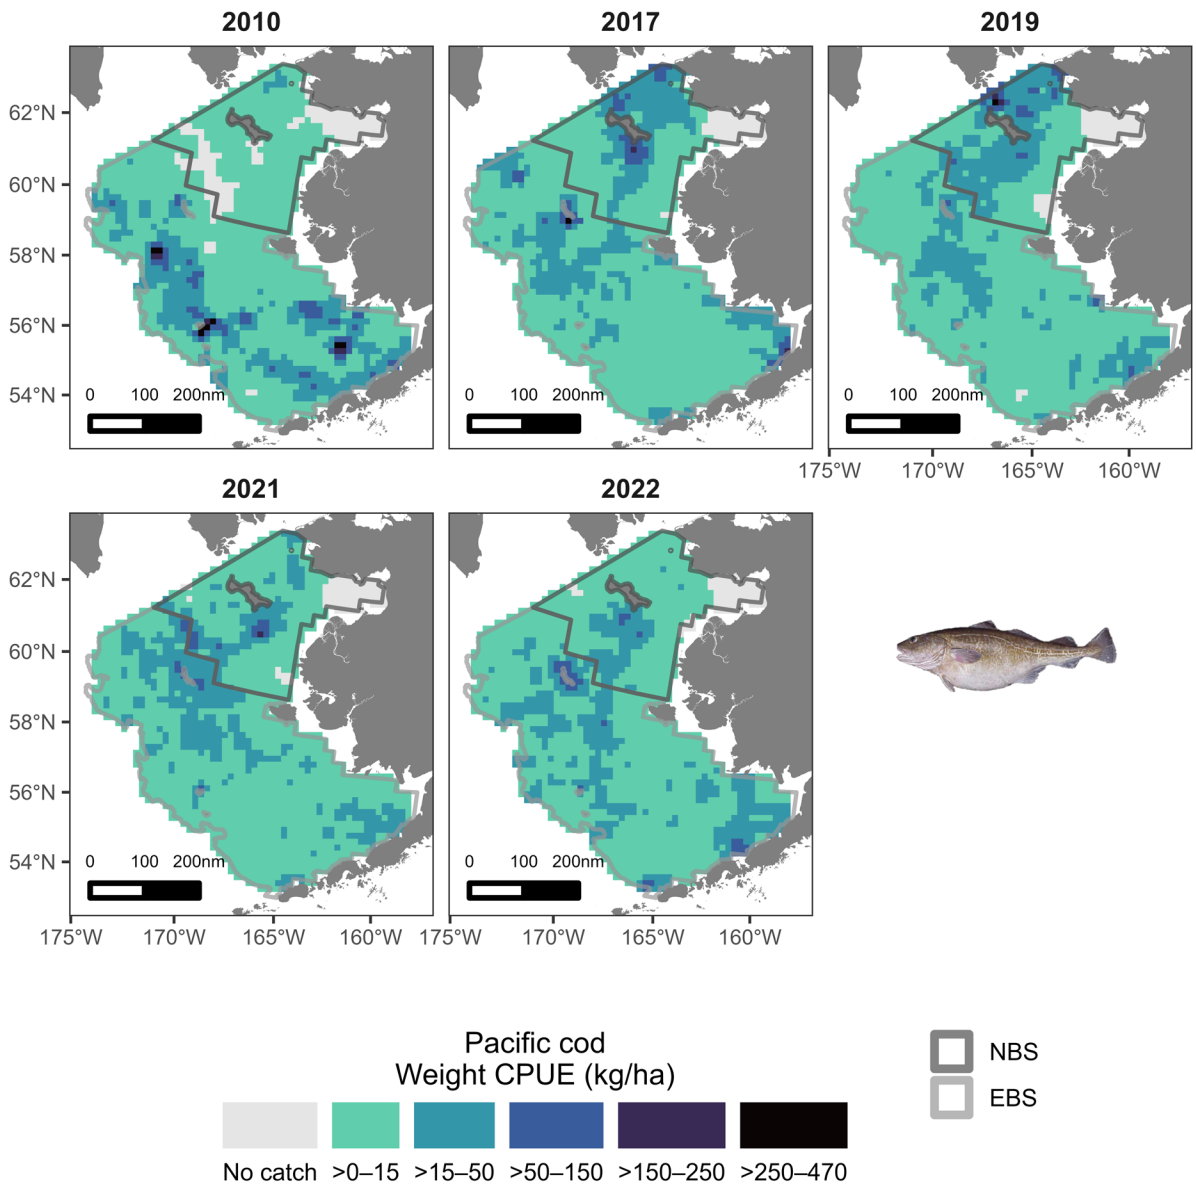 2010
2017
2019
62°N
60°N
58°N
56°N
54°N
0 100 200nm
0 100 200nm
0 100 200nm
175°W 170°W 165°W 160°W
2021
2022
62°N
60°N
58°N
56°N
54°N
0 100 200nm
0 100 200nm
175°W 170°W 165°W 160°W
175°W 170°W 165°W 160°W
Pacific cod
Weight CPUE (kg/ha)
No catch >0–15 >15–50 >50–150 >150–250 >250–470
NBS
EBS